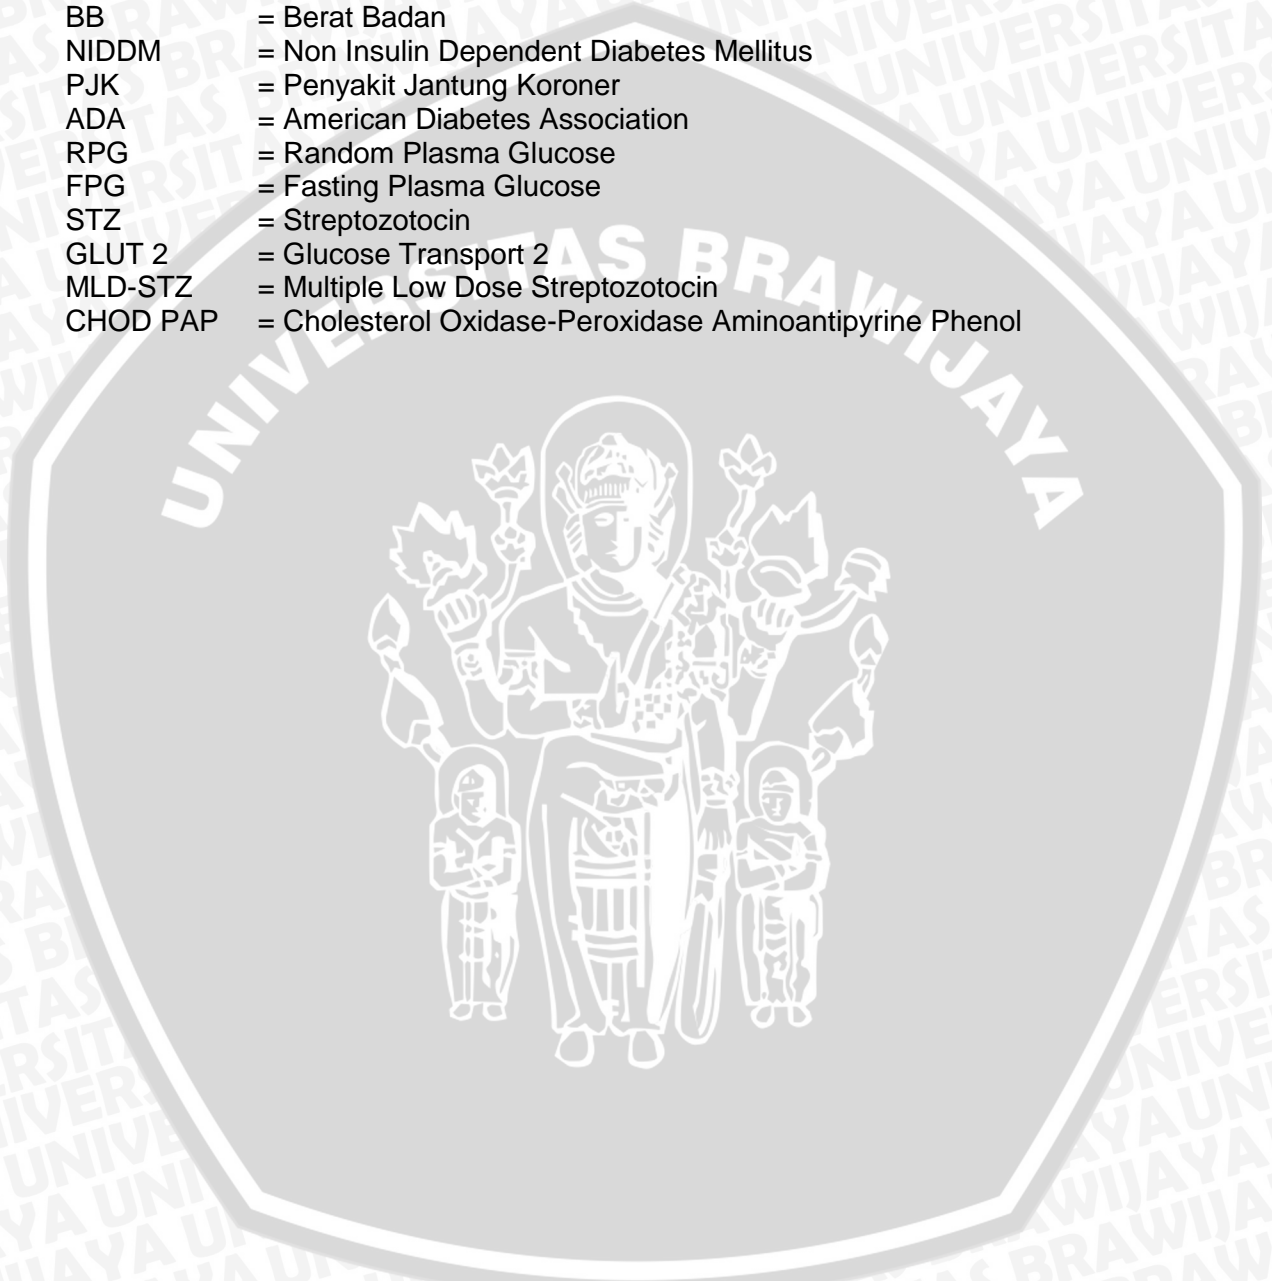 BB = Berat Badan
NIDDM = Non Insulin Dependent Diabetes Mellitus
PJK = Penyakit Jantung Koroner
ADA = American Diabetes Association
RPG = Random Plasma Glucose
FPG = Fasting Plasma Glucose
STZ = Streptozotocin
GLUT 2 = Glucose Transport 2
MLD-STZ = Multiple Low Dose Streptozotocin
CHOD PAP = Cholesterol Oxidase-Peroxidase Aminoantipyrine Phenol
UNIVERSITAS BRAWIJAYA